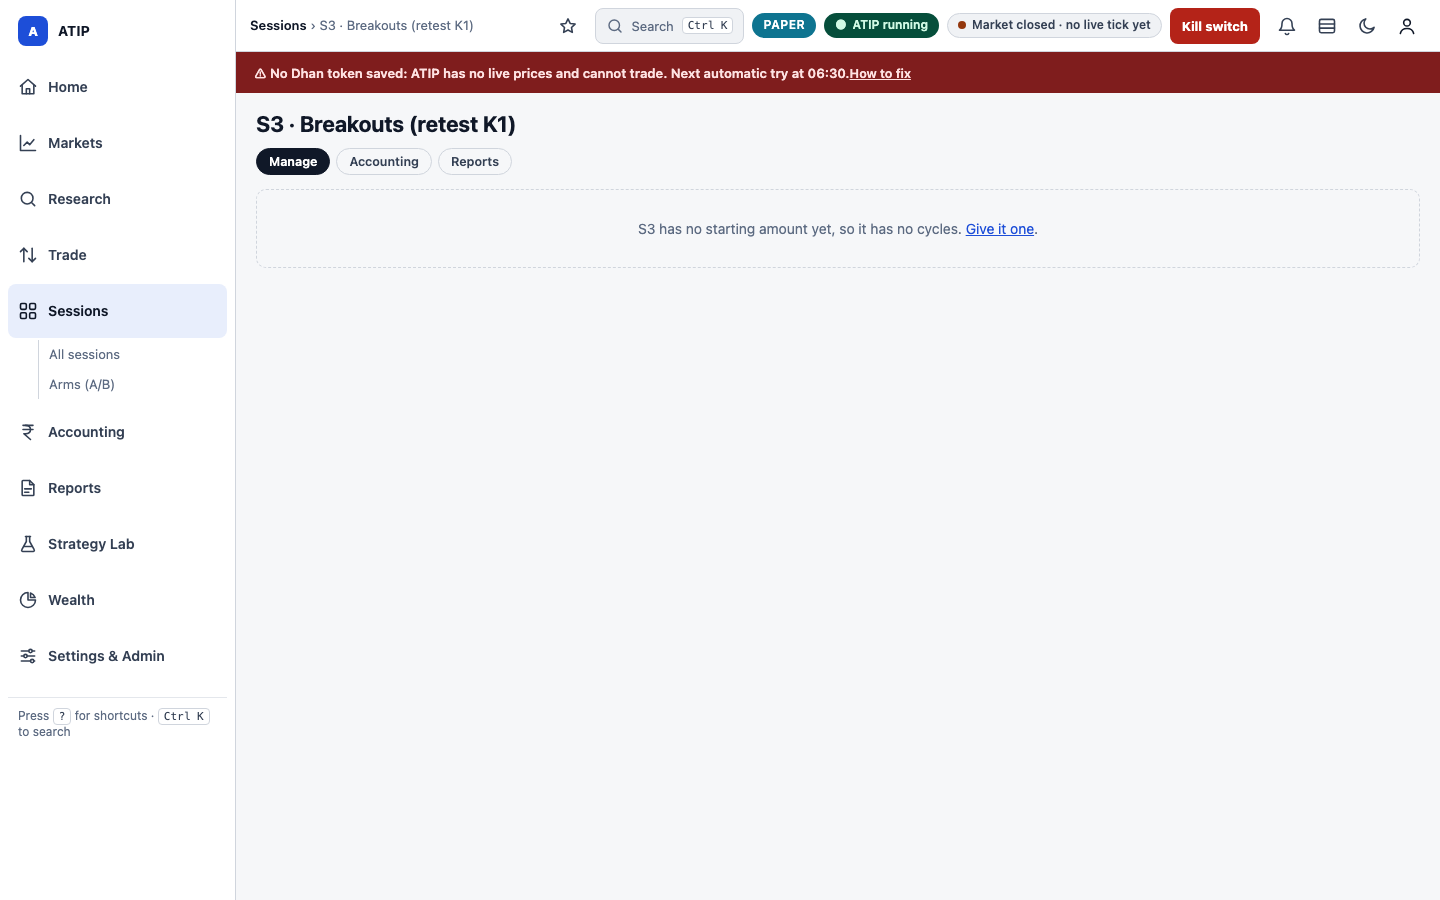 A ATIP
Home
Markets
Research
Trade
Sessions
All sessions
Arms (A/B)
Accounting
Reports
Strategy Lab
Wealth
Settings & Admin
Press ? for shortcuts · Ctrl K
to search
Sessions › S3 · Breakouts (retest K1)
Search Ctrl K
PAPER
ATIP running
Market closed · no live tick yet
Kill switch
⚠ No Dhan token saved: ATIP has no live prices and cannot trade. Next automatic try at 06:30.How to fix
S3 · Breakouts (retest K1)
Manage
Accounting
Reports
S3 has no starting amount yet, so it has no cycles. Give it one.